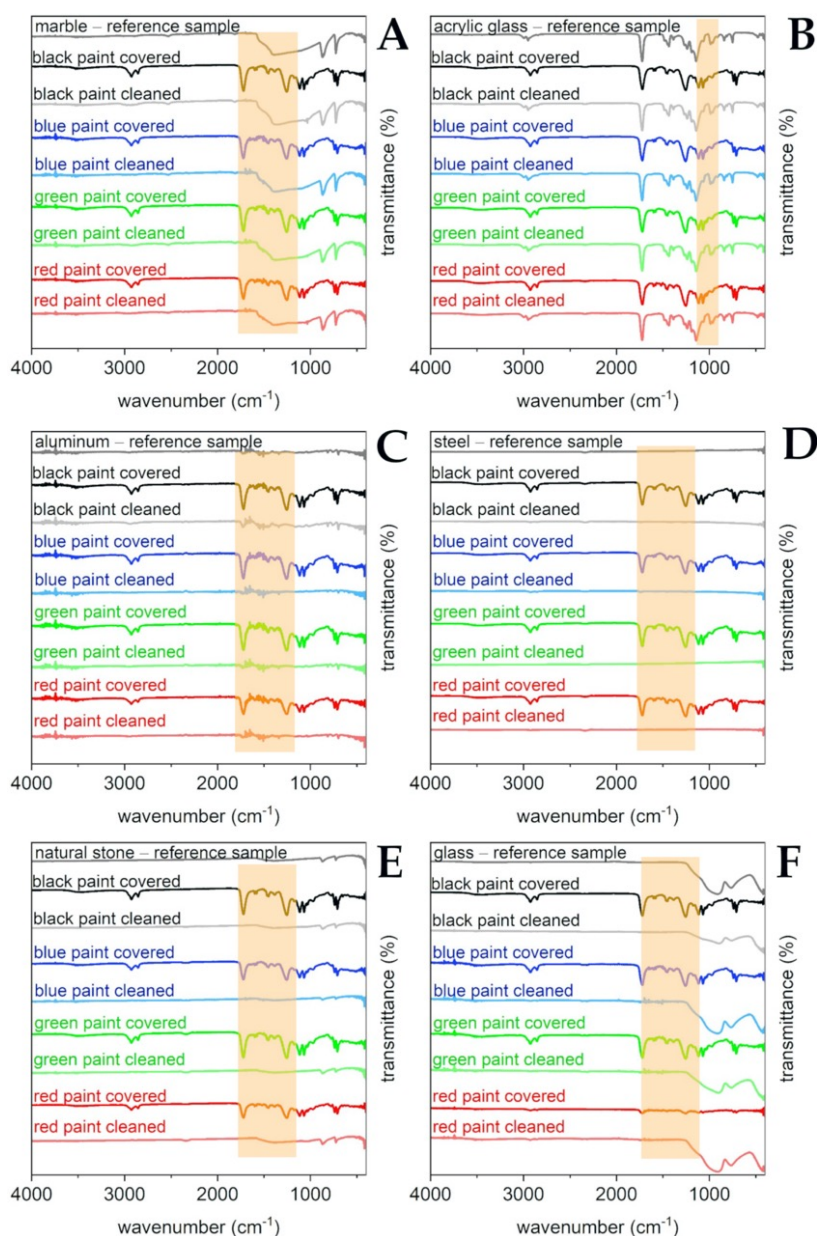 marble – reference sample
A
black paint covered
black paint cleaned
blue paint covered
blue paint cleaned
green paint covered
green paint cleaned
red paint covered
red paint cleaned
4000 3000 2000 1000
wavenumber (cm⁻¹)
transmittance (%)
acrylic glass – reference sample
B
black paint covered
black paint cleaned
blue paint covered
blue paint cleaned
green paint covered
green paint cleaned
red paint covered
red paint cleaned
4000 3000 2000 1000
wavenumber (cm⁻¹)
transmittance (%)
aluminum – reference sample
C
black paint covered
black paint cleaned
blue paint covered
blue paint cleaned
green paint covered
green paint cleaned
red paint covered
red paint cleaned
4000 3000 2000 1000
wavenumber (cm⁻¹)
transmittance (%)
steel – reference sample
D
black paint covered
black paint cleaned
blue paint covered
blue paint cleaned
green paint covered
green paint cleaned
red paint covered
red paint cleaned
4000 3000 2000 1000
wavenumber (cm⁻¹)
transmittance (%)
natural stone – reference sample
E
black paint covered
black paint cleaned
blue paint covered
blue paint cleaned
green paint covered
green paint cleaned
red paint covered
red paint cleaned
4000 3000 2000 1000
wavenumber (cm⁻¹)
transmittance (%)
glass – reference sample
F
black paint covered
black paint cleaned
blue paint covered
blue paint cleaned
green paint covered
green paint cleaned
red paint covered
red paint cleaned
4000 3000 2000 1000
wavenumber (cm⁻¹)
transmittance (%)